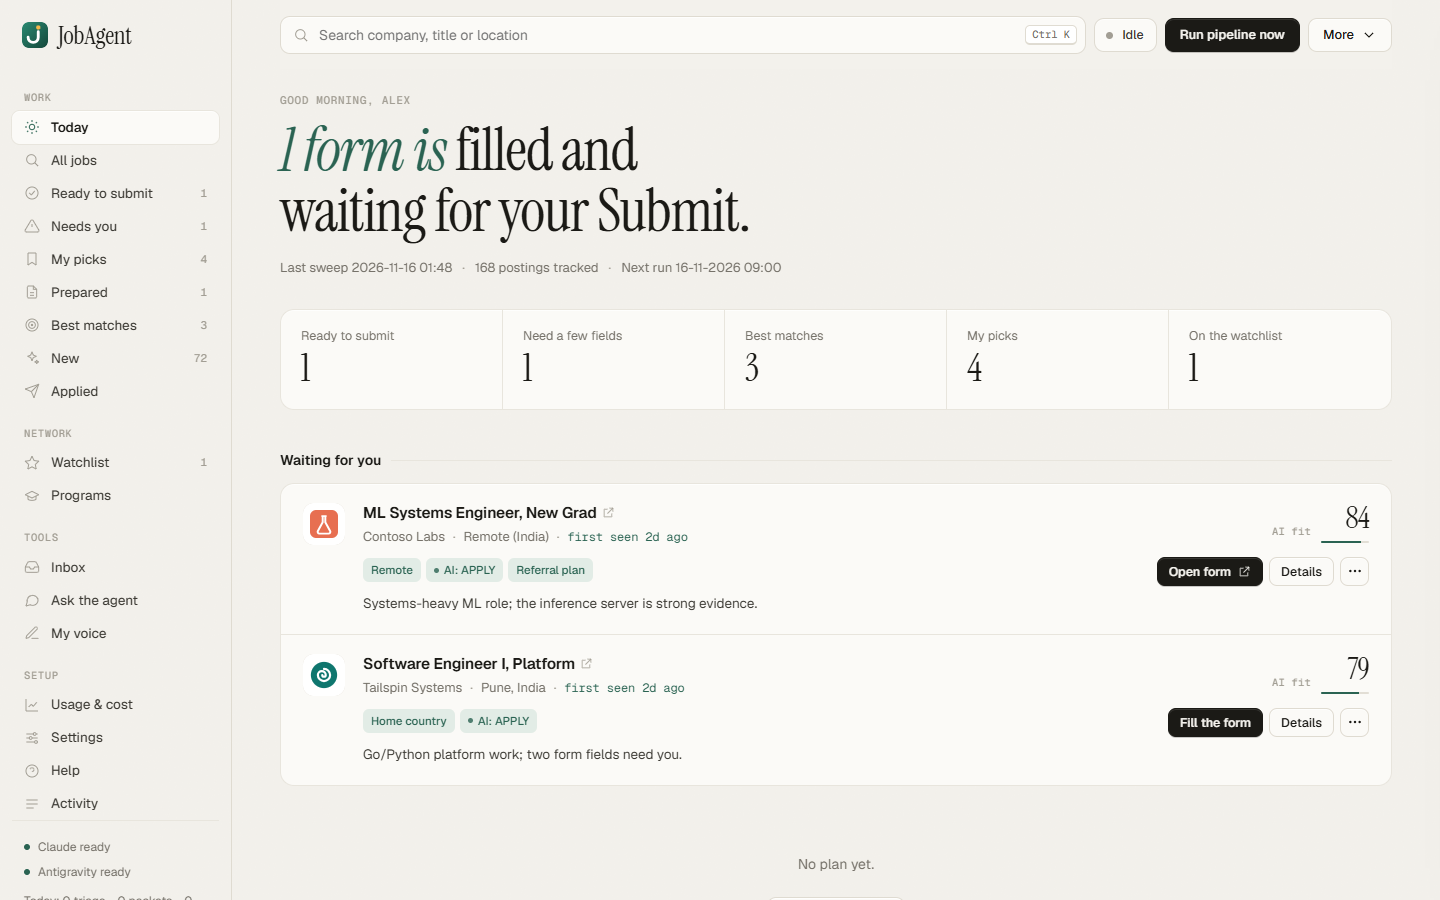 JobAgent
WORK
Today
All jobs
Ready to submit 1
Needs you 1
My picks 4
Prepared 1
Best matches 3
New 72
Applied
NETWORK
Watchlist 1
Programs
TOOLS
Inbox
Ask the agent
My voice
SETUP
Usage & cost
Settings
Help
Activity
Claude ready
Antigravity ready
Search company, title or location Ctrl K
Idle
Run pipeline now
More
GOOD MORNING, ALEX
1 form is filled and
waiting for your Submit.
Last sweep 2026-11-16 01:48 · 168 postings tracked · Next run 16-11-2026 09:00
Ready to submit
1
Need a few fields
1
Best matches
3
My picks
4
On the watchlist
1
Waiting for you
ML Systems Engineer, New Grad
Contoso Labs · Remote (India) · first seen 2d ago
Remote
AI: APPLY
Referral plan
Systems-heavy ML role; the inference server is strong evidence.
AI fit 84
Open form
Details
Software Engineer I, Platform
Tailspin Systems · Pune, India · first seen 2d ago
Home country
AI: APPLY
Go/Python platform work; two form fields need you.
AI fit 79
Fill the form
Details
No plan yet.